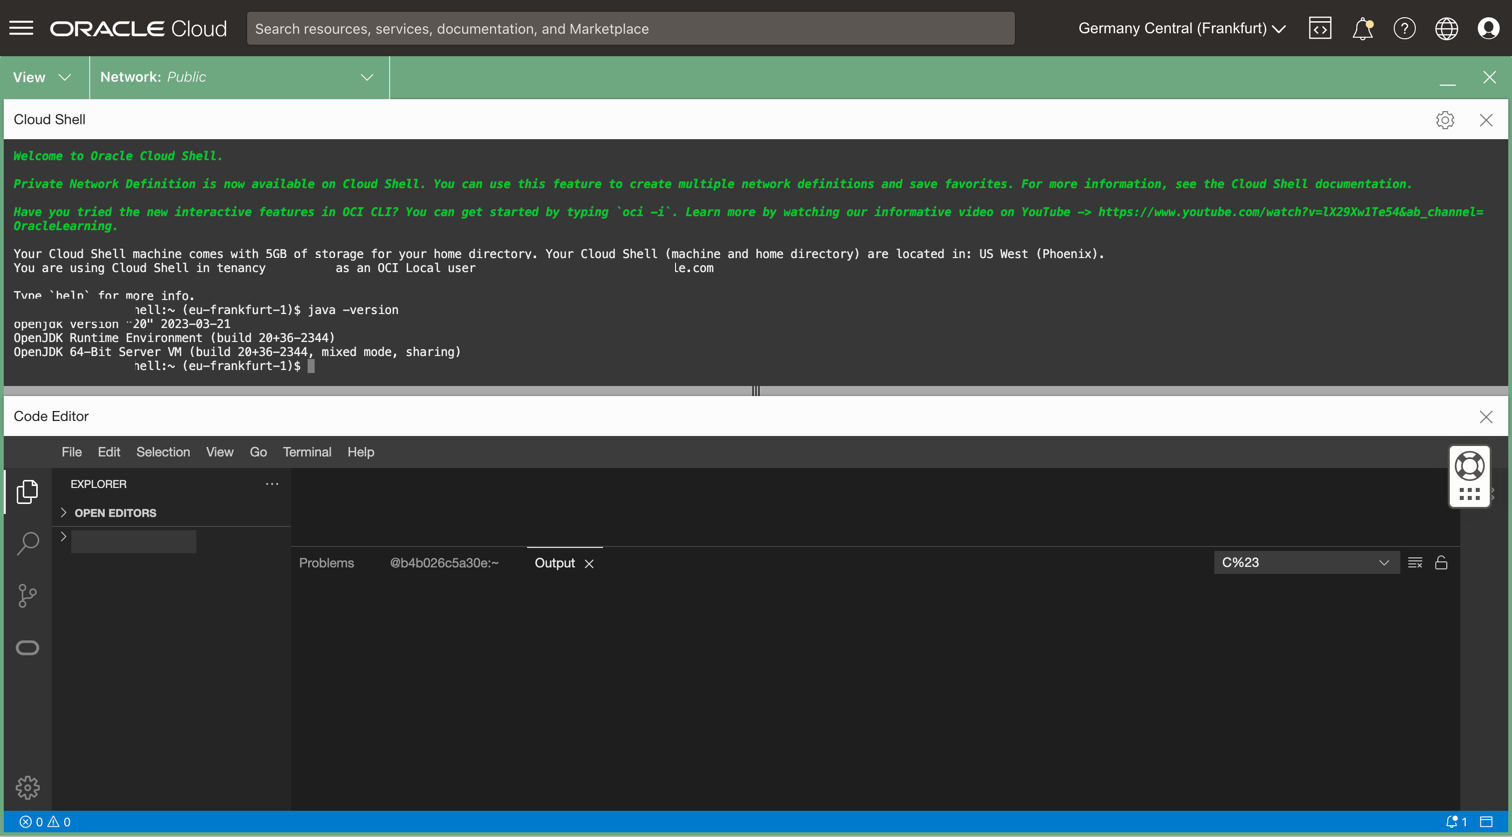 ORACLE Cloud
Search resources, services, documentation, and Marketplace
Germany Central (Frankfurt)
View
Network: Public
Cloud Shell
Welcome to Oracle Cloud Shell.
Private Network Definition is now available on Cloud Shell. You can use this feature to create multiple network definitions and save favorites. For more information, see the Cloud Shell documentation.
Have you tried the new interactive features in OCI CLI? You can get started by typing `oci -i`. Learn more by watching our informative video on YouTube -> https://www.youtube.com/watch?v=lX29Xw1Te54&ab_channel=
OracleLearning.
Your Cloud Shell machine comes with 5GB of storage for your home directory. Your Cloud Shell (machine and home directory) are located in: US West (Phoenix).
You are using Cloud Shell in tenancy as an OCI Local user le.com
Type `help` for more info.
hell:~ (eu-frankfurt-1)$ java -version
openjdk version "20" 2023-03-21
OpenJDK Runtime Environment (build 20+36-2344)
OpenJDK 64-Bit Server VM (build 20+36-2344, mixed mode, sharing)
hell:~ (eu-frankfurt-1)$
Code Editor
File Edit Selection View Go Terminal Help
EXPLORER
OPEN EDITORS
Problems @b4b026c5a30e:~ Output C%23
0 0
1